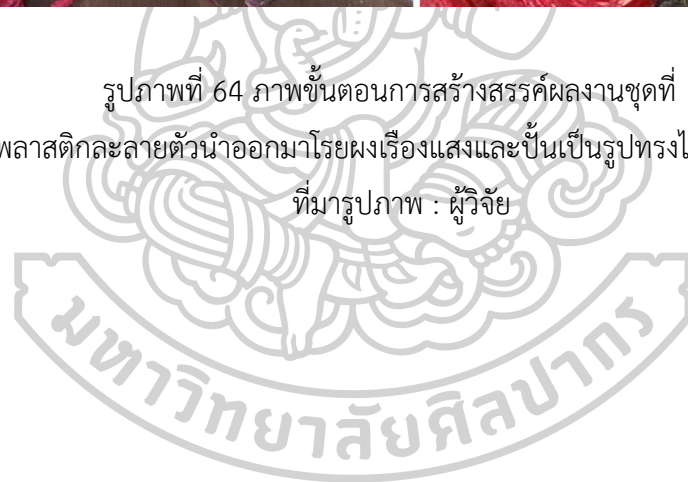 รูปภาพที่ 64 ภาพขั้นตอนการสร้างสรรค์ผลงานชุดที่
พลาสติกละลายตัวนำออกมาโรยผงเรืองแสงและปั้นเป็นรูปทรงไ
ที่มารูปภาพ : ผู้วิจัย
มหาวิทยาลัยศิลปากร